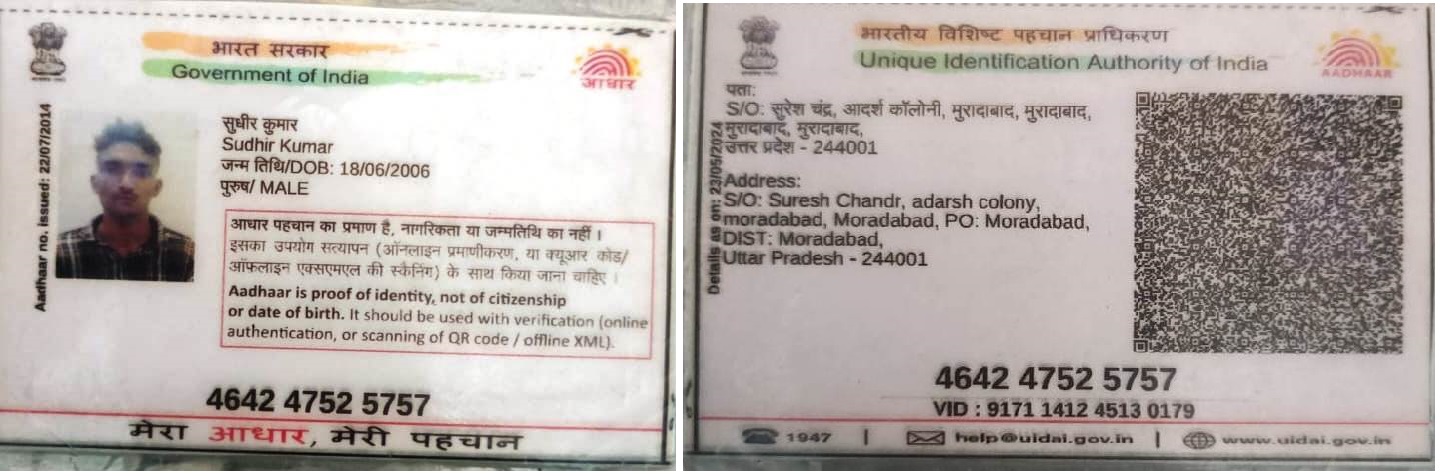 भारत सरकार
Government of India
आधार
Aadhaar no. issued: 22/07/2014
सुधीर कुमार
Sudhir Kumar
जन्म तिथि/DOB: 18/06/2006
पुरुष/ MALE
आधार पहचान का प्रमाण है, नागरिकता या जन्मतिथि का नहीं ।
इसका उपयोग सत्यापन (ऑनलाइन प्रमाणीकरण, या क्यूआर कोड/
ऑफलाइन एक्सएमएल की स्कैनिंग) के साथ किया जाना चाहिए ।
Aadhaar is proof of identity, not of citizenship
or date of birth. It should be used with verification (online
authentication, or scanning of QR code / offline XML).
4642 4752 5757
मेरा आधार, मेरी पहचान
भारतीय विशिष्ट पहचान प्राधिकरण
Unique Identification Authority of India
AADHAAR
Details as on: 23/05/2024
पता:
S/O: सुरेश चंद्र, आदर्श कॉलोनी, मुरादाबाद, मुरादाबाद,
मुरादाबाद, मुरादाबाद,
उत्तर प्रदेश - 244001
Address:
S/O: Suresh Chandr, adarsh colony,
moradabad, Moradabad, PO: Moradabad,
DIST: Moradabad,
Uttar Pradesh - 244001
4642 4752 5757
VID : 9171 1412 4513 0179
1947 | help@uidai.gov.in | www.uidai.gov.in